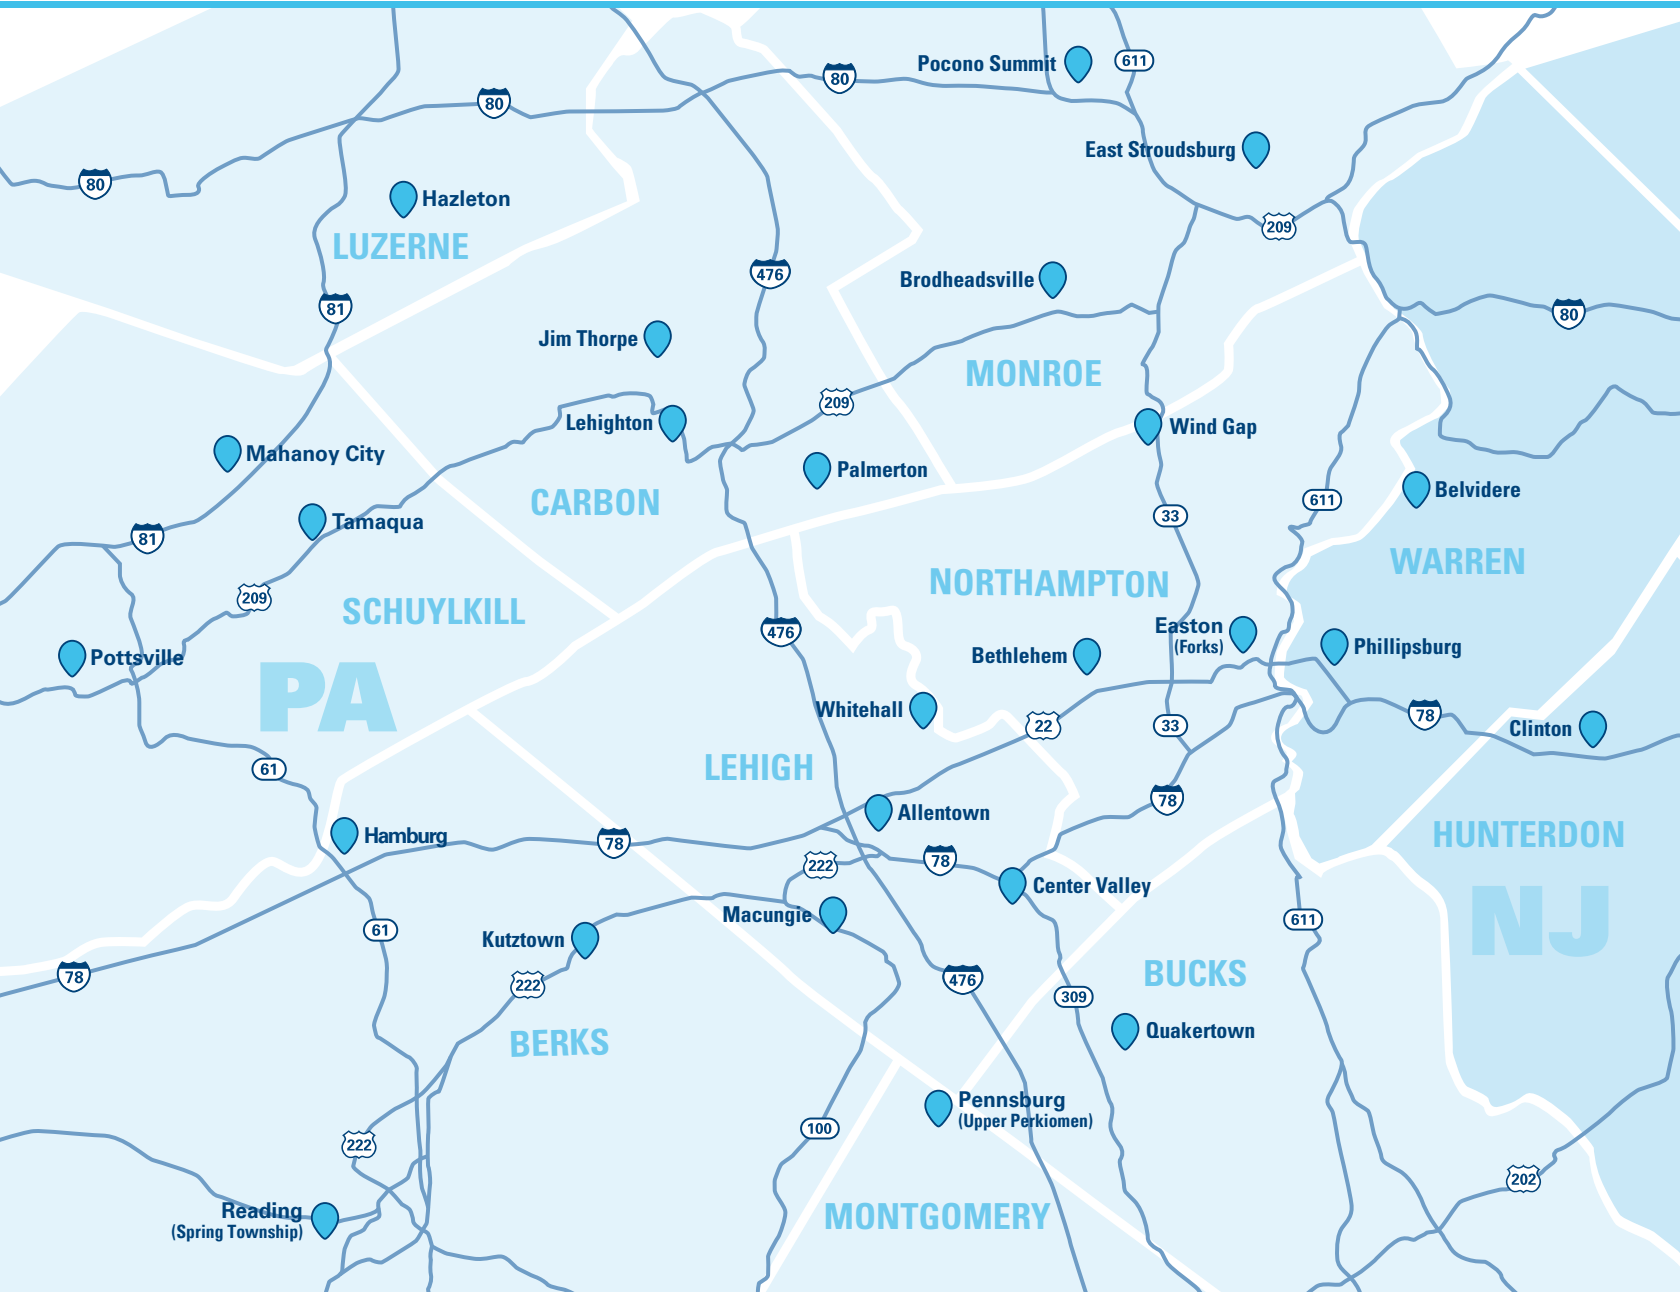 Pocono Summit
611
80
80
East Stroudsburg
80
Hazleton
209
LUZERNE
476
Brodheadsville
81
80
Jim Thorpe
MONROE
209
Lehighton
Wind Gap
Mahanoy City
Palmerton
Belvidere
CARBON
611
33
Tamaqua
81
WARREN
NORTHAMPTON
209
SCHUYLKILL
Easton
(Forks)
476
Phillipsburg
Bethlehem
Pottsville
PA
Whitehall
78
22
33
Clinton
LEHIGH
61
78
Allentown
HUNTERDON
Hamburg
78
78
222
Center Valley
Macungie
611
NJ
61
Kutztown
BUCKS
78
476
222
309
Quakertown
BERKS
Pennsburg
(Upper Perkiomen)
100
222
202
Reading
(Spring Township)
MONTGOMERY